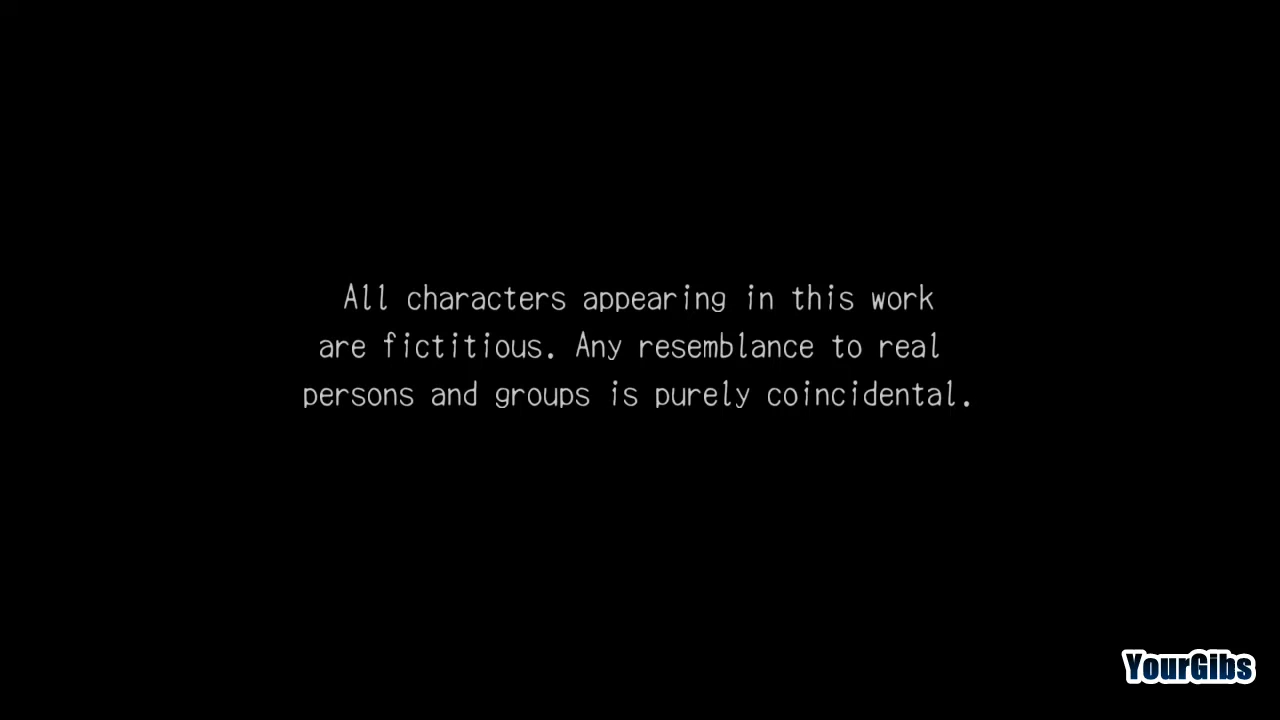 All characters appearing in this work
are fictitious. Any resemblance to real
persons and groups is purely coincidental.
YourGibs